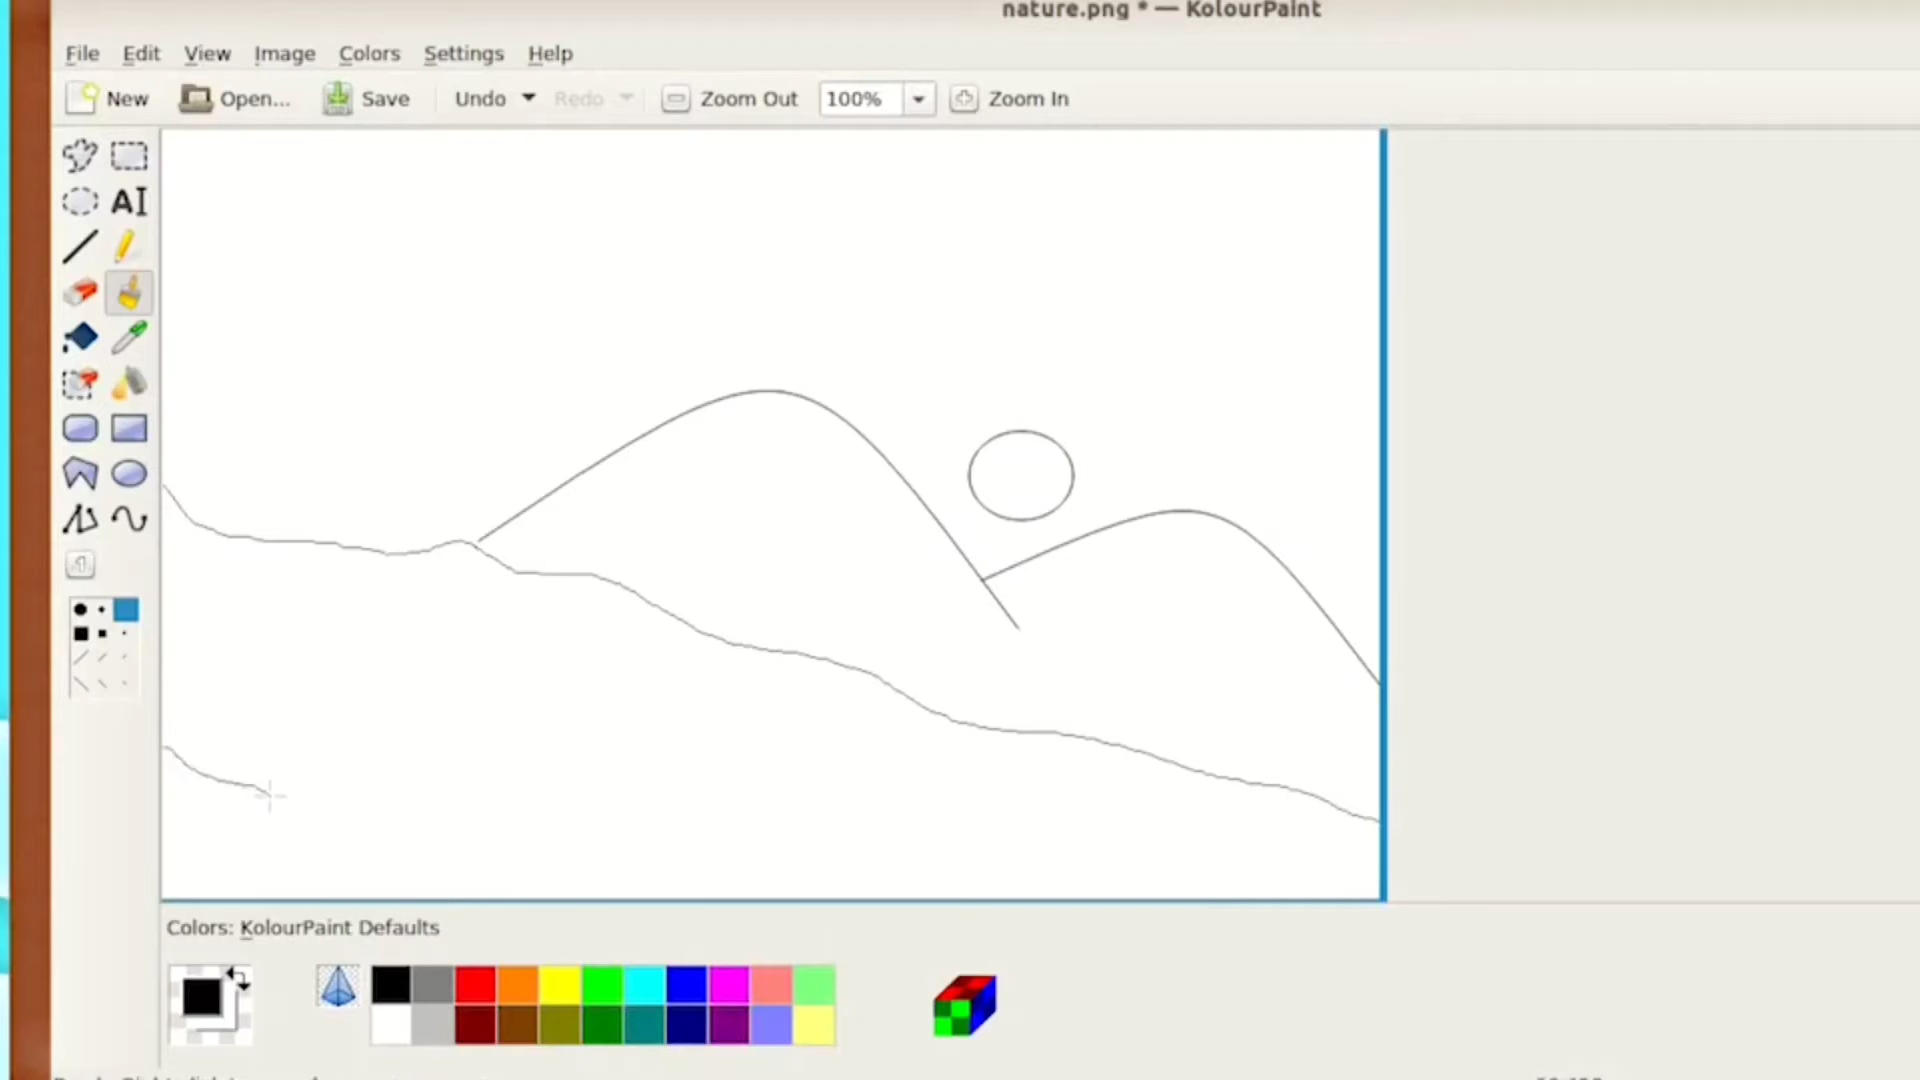 nature.png * — KolourPaint
File Edit View Image Colors Settings Help
New Open... Save Undo Redo Zoom Out 100% Zoom In
AI
Colors: KolourPaint Defaults